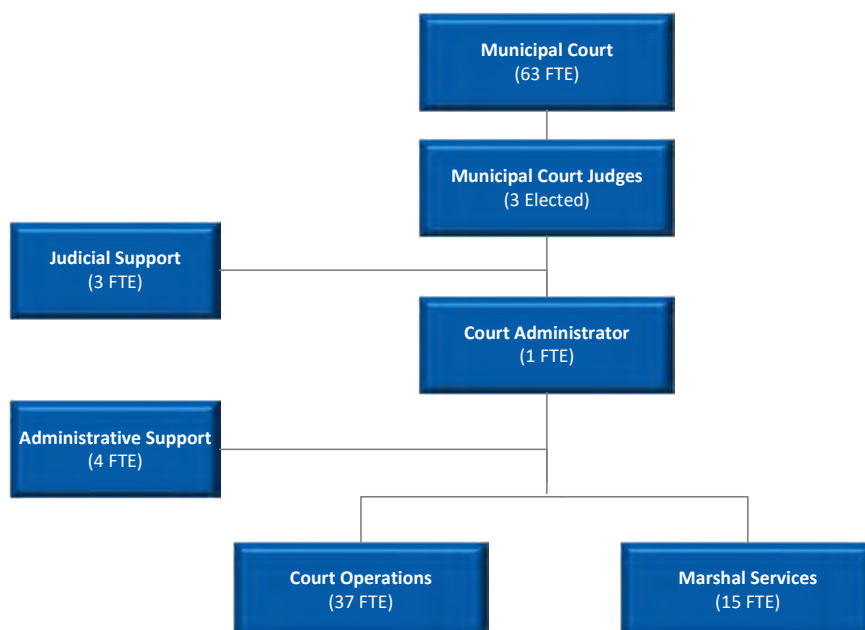 Municipal Court
(63 FTE)
Municipal Court Judges
(3 Elected)
Judicial Support
(3 FTE)
Court Administrator
(1 FTE)
Administrative Support
(4 FTE)
Court Operations
(37 FTE)
Marshal Services
(15 FTE)